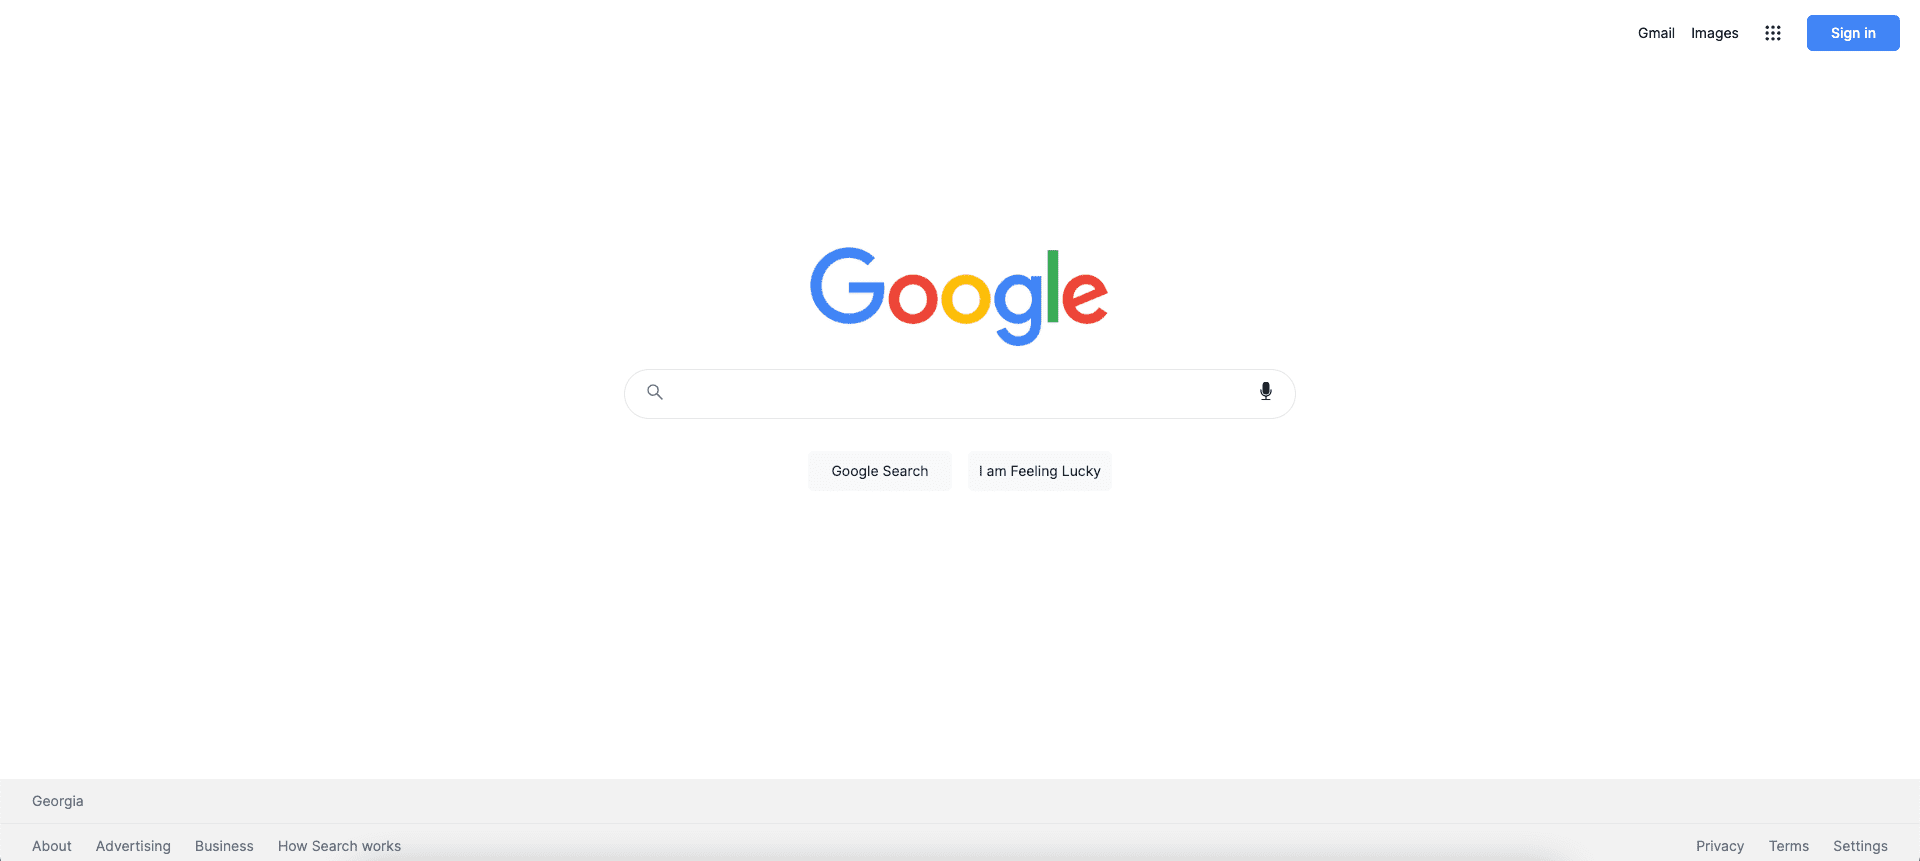 Gmail Images Sign in
Google
Google Search I am Feeling Lucky
Georgia
About Advertising Business How Search works Privacy Terms Settings